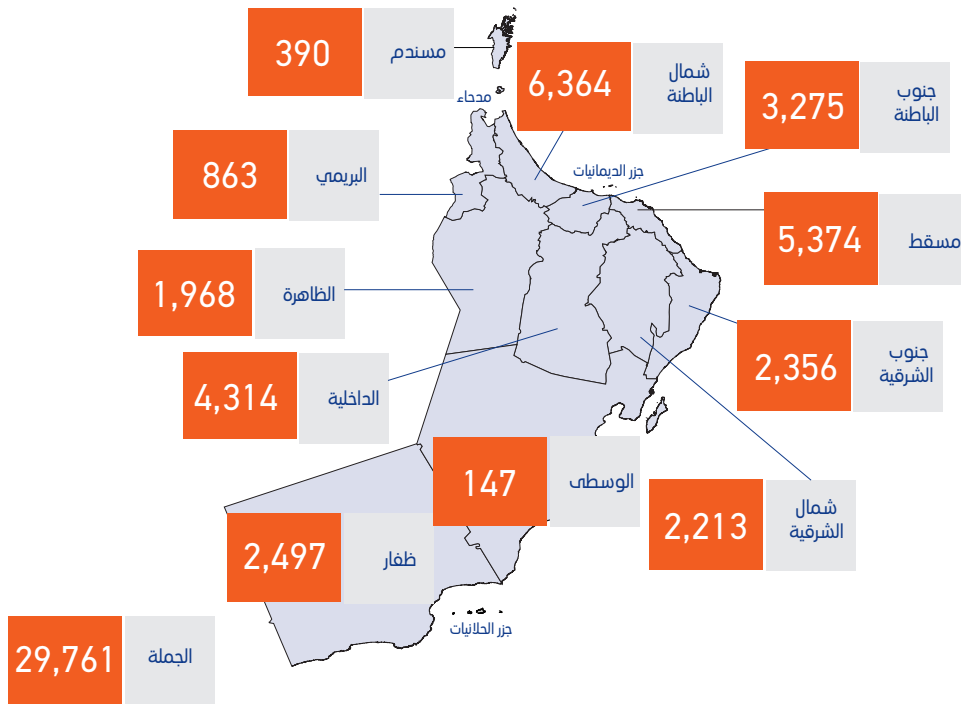 مسندم
390
شمال
الباطنة
6,364
جنوب
الباطنة
3,275
مدحاء
البريمي
863
جزر الديمانيات
مسقط
5,374
الظاهرة
1,968
جنوب
الشرقية
2,356
الداخلية
4,314
الوسطى
147
شمال
الشرقية
2,213
ظفار
2,497
جزر الحلانيات
الجملة
29,761